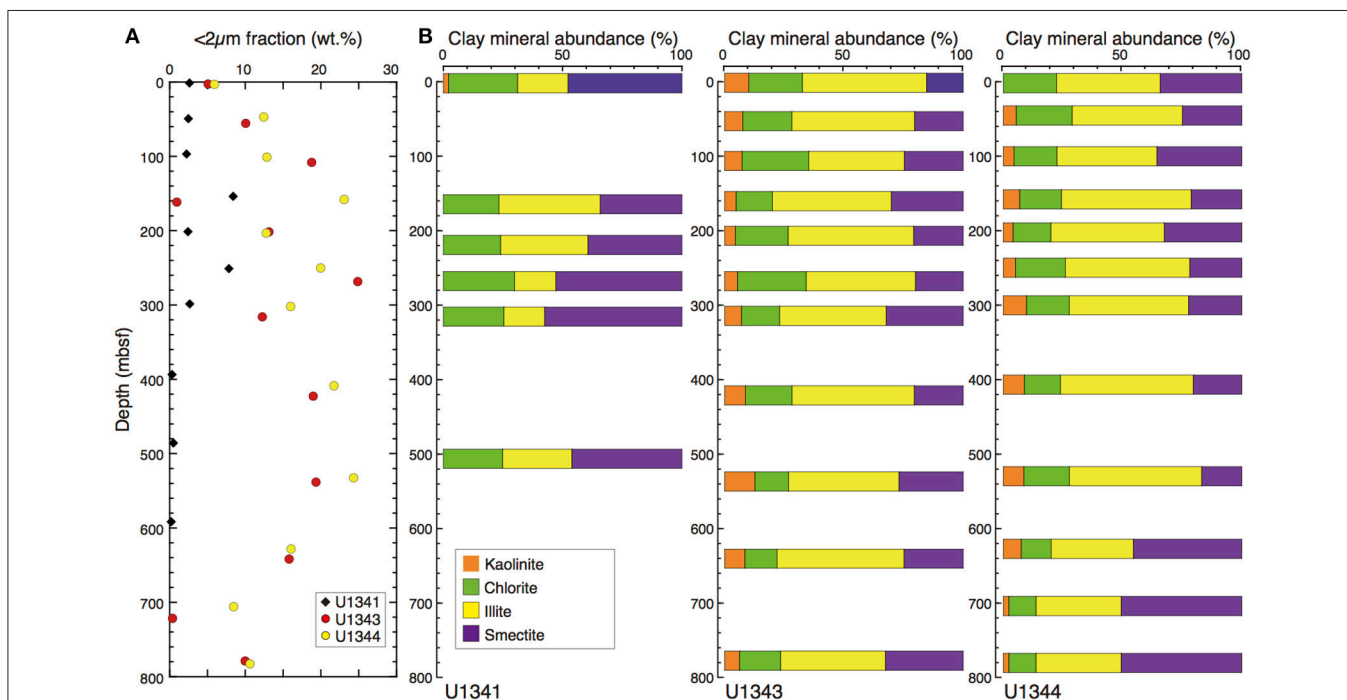 A
<2µm fraction (wt.%)
0 10 20 30
Depth (mbsf)
0
100
200
300
400
500
600
700
800
U1341
U1343
U1344
B
Clay mineral abundance (%)
0 50 100
0
100
200
300
400
500
600
700
800
Kaolinite
Chlorite
Illite
Smectite
U1341
Clay mineral abundance (%)
0 50 100
0
100
200
300
400
500
600
700
800
U1343
Clay mineral abundance (%)
0 50 100
0
100
200
300
400
500
600
700
800
U1344